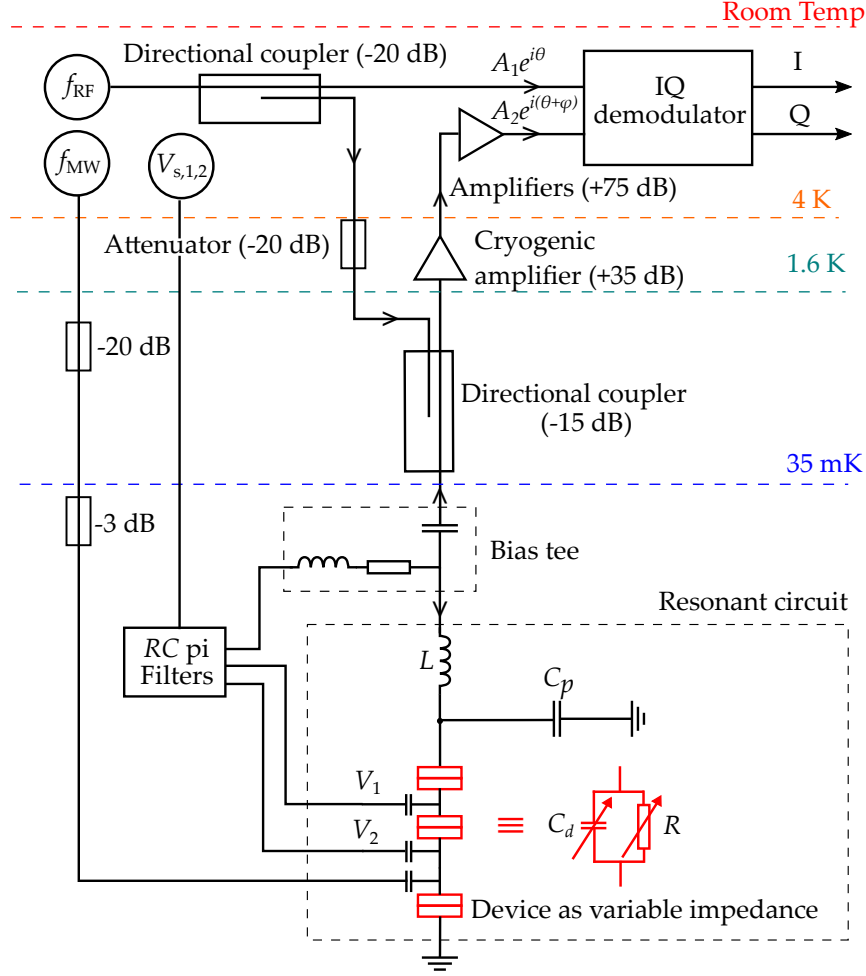 Room Temp
Directional coupler (-20 dB)
f_RF
A_1e^{iθ}
A_2e^{i(θ+φ)}
IQ
demodulator
I
Q
f_MW
V_{s,1,2}
Amplifiers (+75 dB)
4 K
Attenuator (-20 dB)
Cryogenic
amplifier (+35 dB)
1.6 K
-20 dB
Directional coupler
(-15 dB)
35 mK
-3 dB
Bias tee
Resonant circuit
RC pi
Filters
L
C_p
V_1
V_2
≡
C_d
R
Device as variable impedance